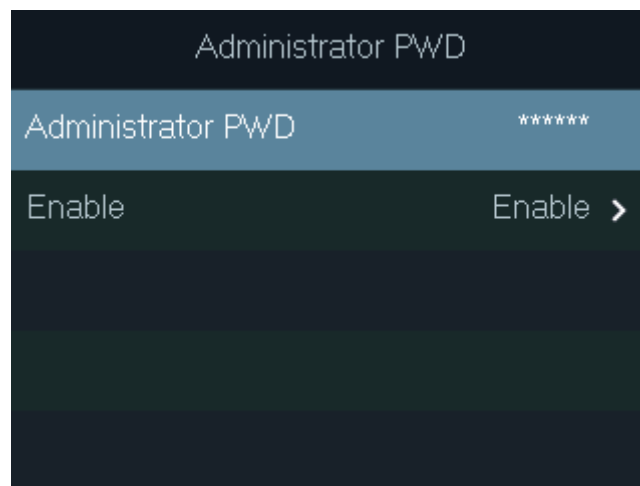 Administrator PWD
Administrator PWD ******
Enable Enable >